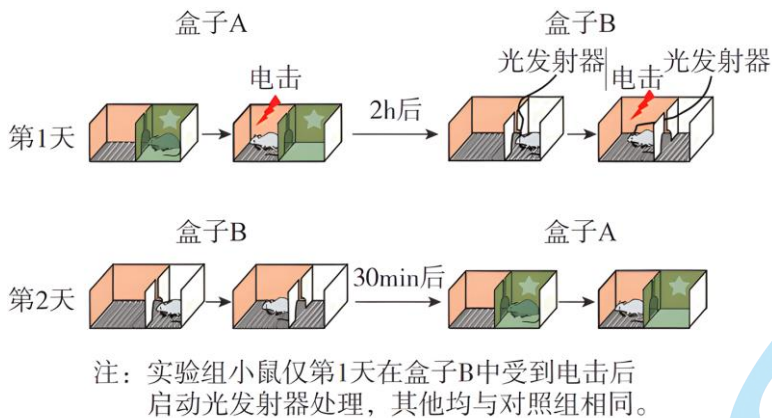 盒子A 盒子B
光发射器 电击 光发射器
电击
第1天 2h后
盒子B 盒子A
第2天 30min后
注：实验组小鼠仅第1天在盒子B中受到电击后
启动光发射器处理，其他均与对照组相同。